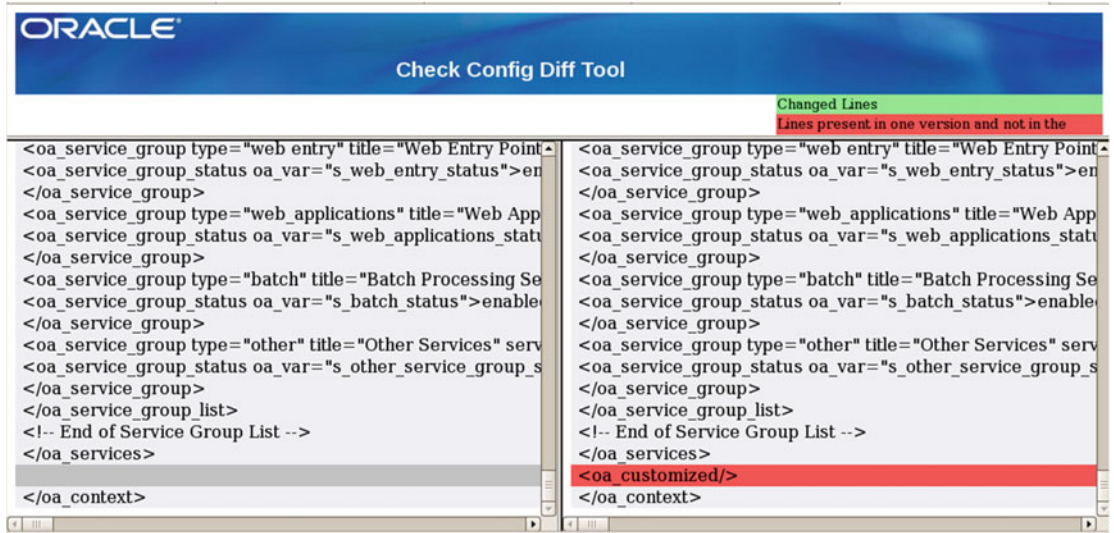 ORACLE
Check Config Diff Tool
Changed Lines
Lines present in one version and not in the
<oa_service_group type="web entry" title="Web Entry Point
<oa_service_group_status oa_var="s_web_entry_status">en
</oa_service_group>
<oa_service_group type="web_applications" title="Web App
<oa_service_group_status oa_var="s_web_applications_statu
</oa_service_group>
<oa_service_group type="batch" title="Batch Processing Se
<oa_service_group_status oa_var="s_batch_status">enable
</oa_service_group>
<oa_service_group type="other" title="Other Services" serv
<oa_service_group_status oa_var="s_other_service_group_s
</oa_service_group>
</oa_service_group_list>
<!-- End of Service Group List -->
</oa_services>
</oa_context>
<oa_service_group type="web entry" title="Web Entry Point
<oa_service_group_status oa_var="s_web_entry_status">en
</oa_service_group>
<oa_service_group type="web_applications" title="Web App
<oa_service_group_status oa_var="s_web_applications_statu
</oa_service_group>
<oa_service_group type="batch" title="Batch Processing Se
<oa_service_group_status oa_var="s_batch_status">enable
</oa_service_group>
<oa_service_group type="other" title="Other Services" serv
<oa_service_group_status oa_var="s_other_service_group_s
</oa_service_group>
</oa_service_group_list>
<!-- End of Service Group List -->
</oa_services>
<oa_customized/>
</oa_context>